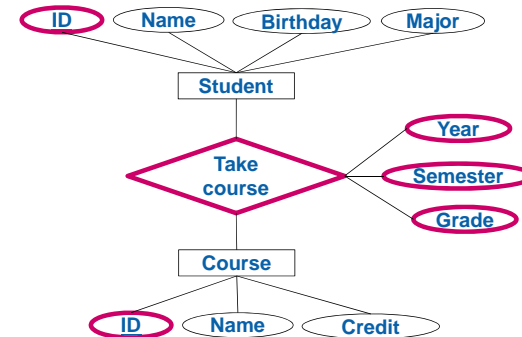 ID Name Birthday Major
Student
Year
Take
course
Semester
Grade
Course
ID Name Credit